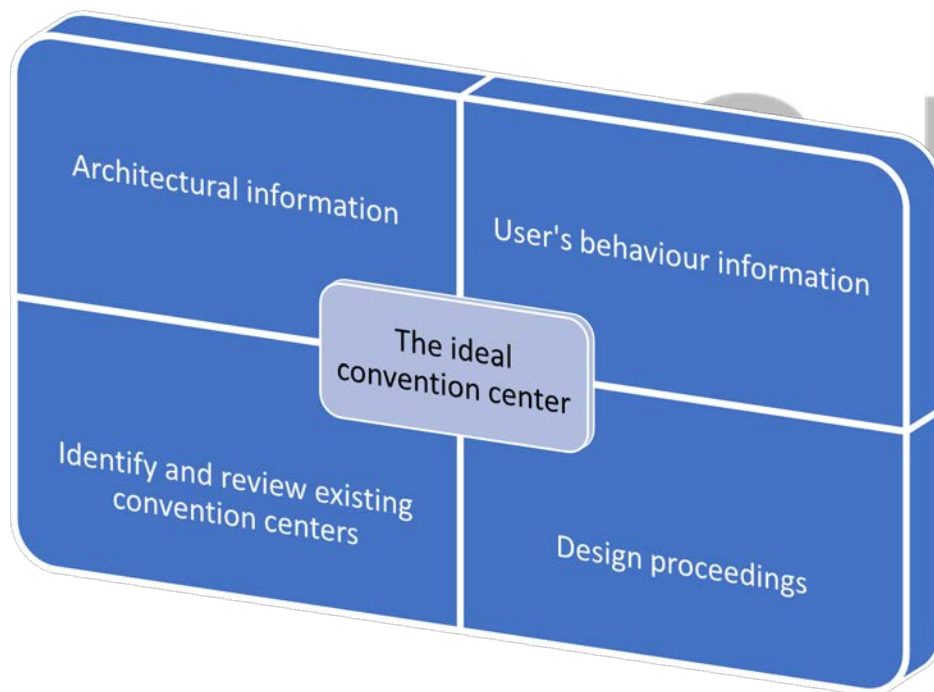 Architectural information
User's behaviour information
The ideal
convention center
Identify and review existing
convention centers
Design proceedings